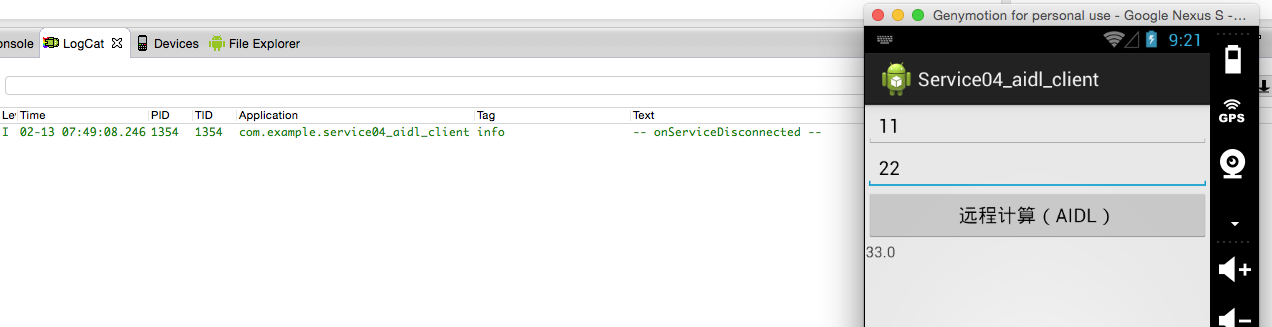 onsole LogCat Devices File Explorer
Le Time PID TID Application Tag Text
I 02-13 07:49:08.246 1354 1354 com.example.service04_aidl_client info -- onServiceDisconnected --
Genymotion for personal use - Google Nexus S -...
9:21
Service04_aidl_client
11
22
远程计算（AIDL）
33.0
GPS